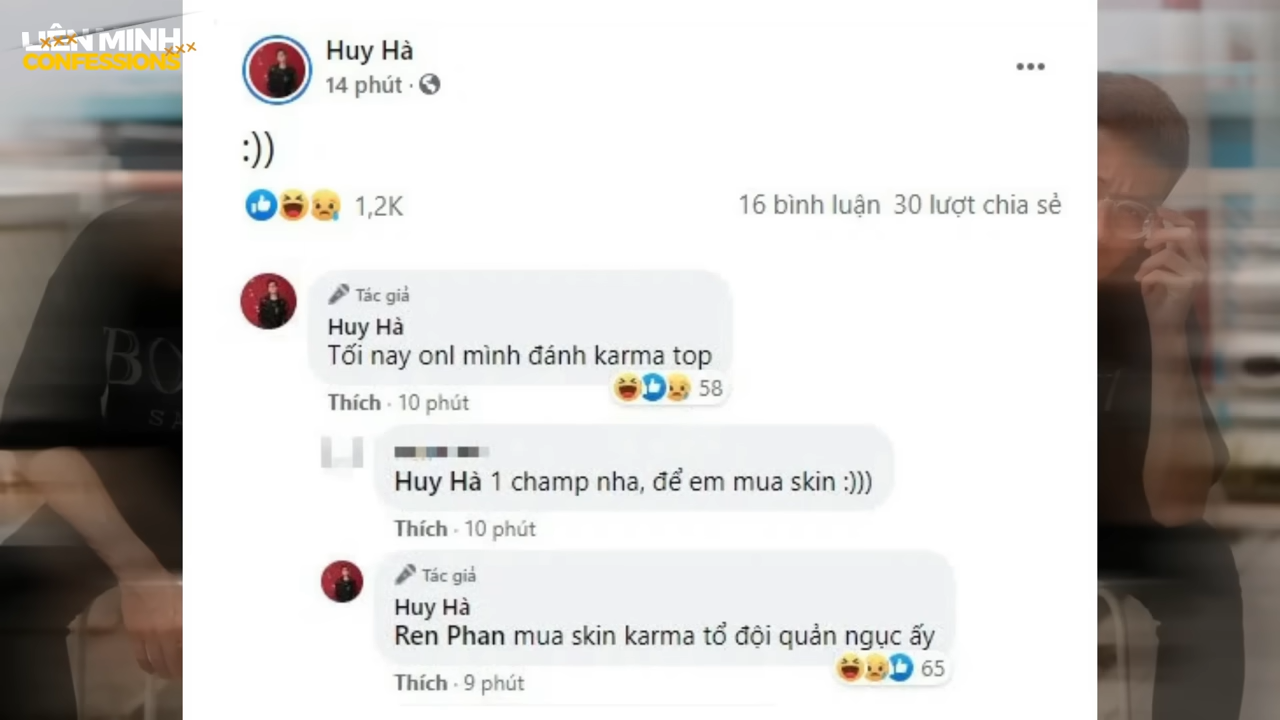 LIÊN MINH
CONFESSIONS
Huy Hà
14 phút ·
:))
1,2K
16 bình luận 30 lượt chia sẻ
Tác giả
Huy Hà
Tối nay onl mình đánh karma top
58
Thích · 10 phút
Huy Hà 1 champ nha, để em mua skin :)))
Thích · 10 phút
Tác giả
Huy Hà
Ren Phan mua skin karma tổ đội quản ngục ấy
65
Thích · 9 phút